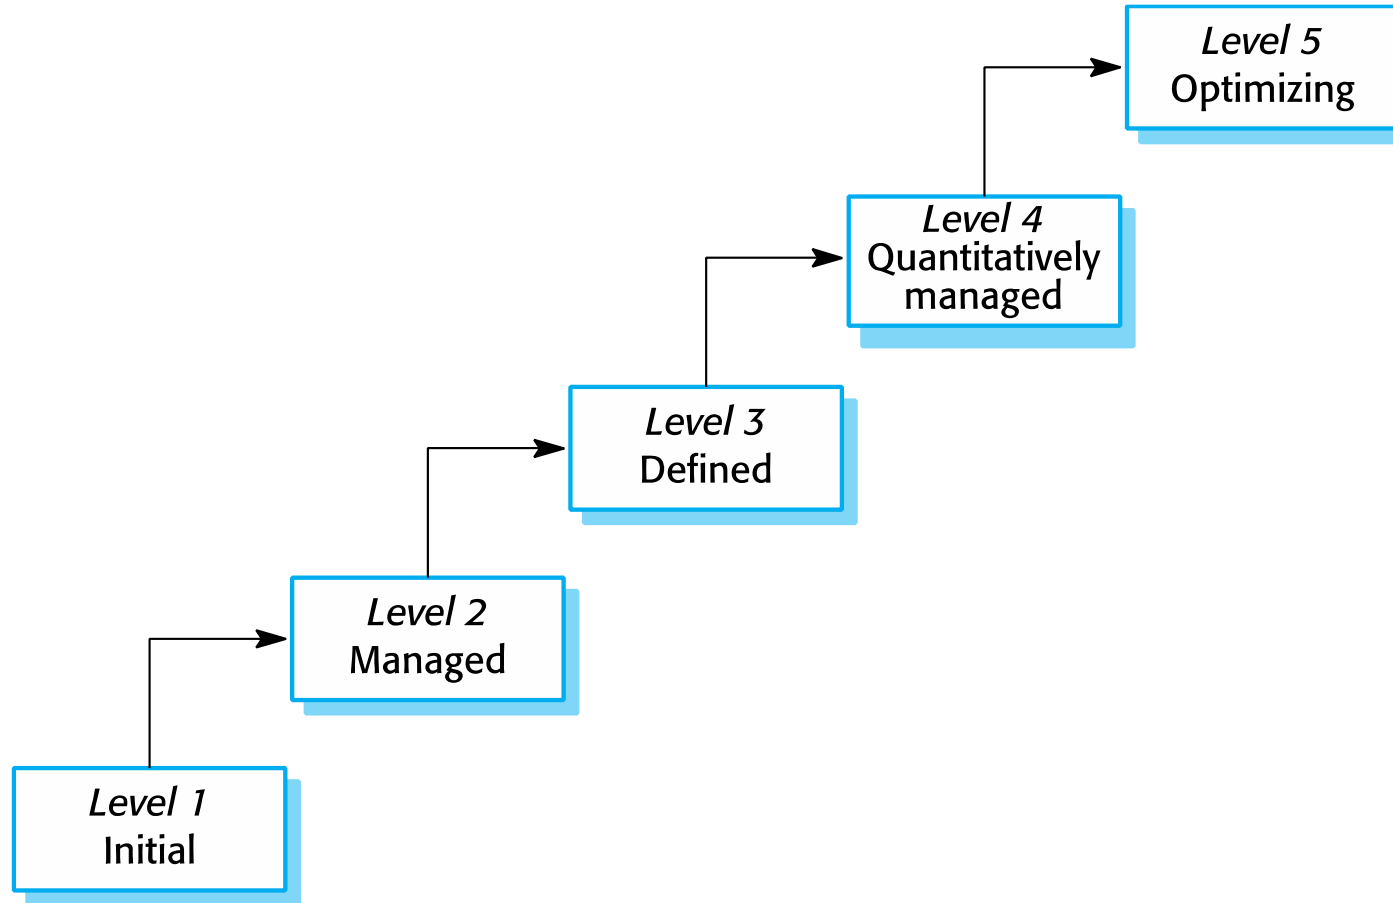 Level 5
Optimizing
Level 4
Quantitatively
managed
Level 3
Defined
Level 2
Managed
Level 1
Initial